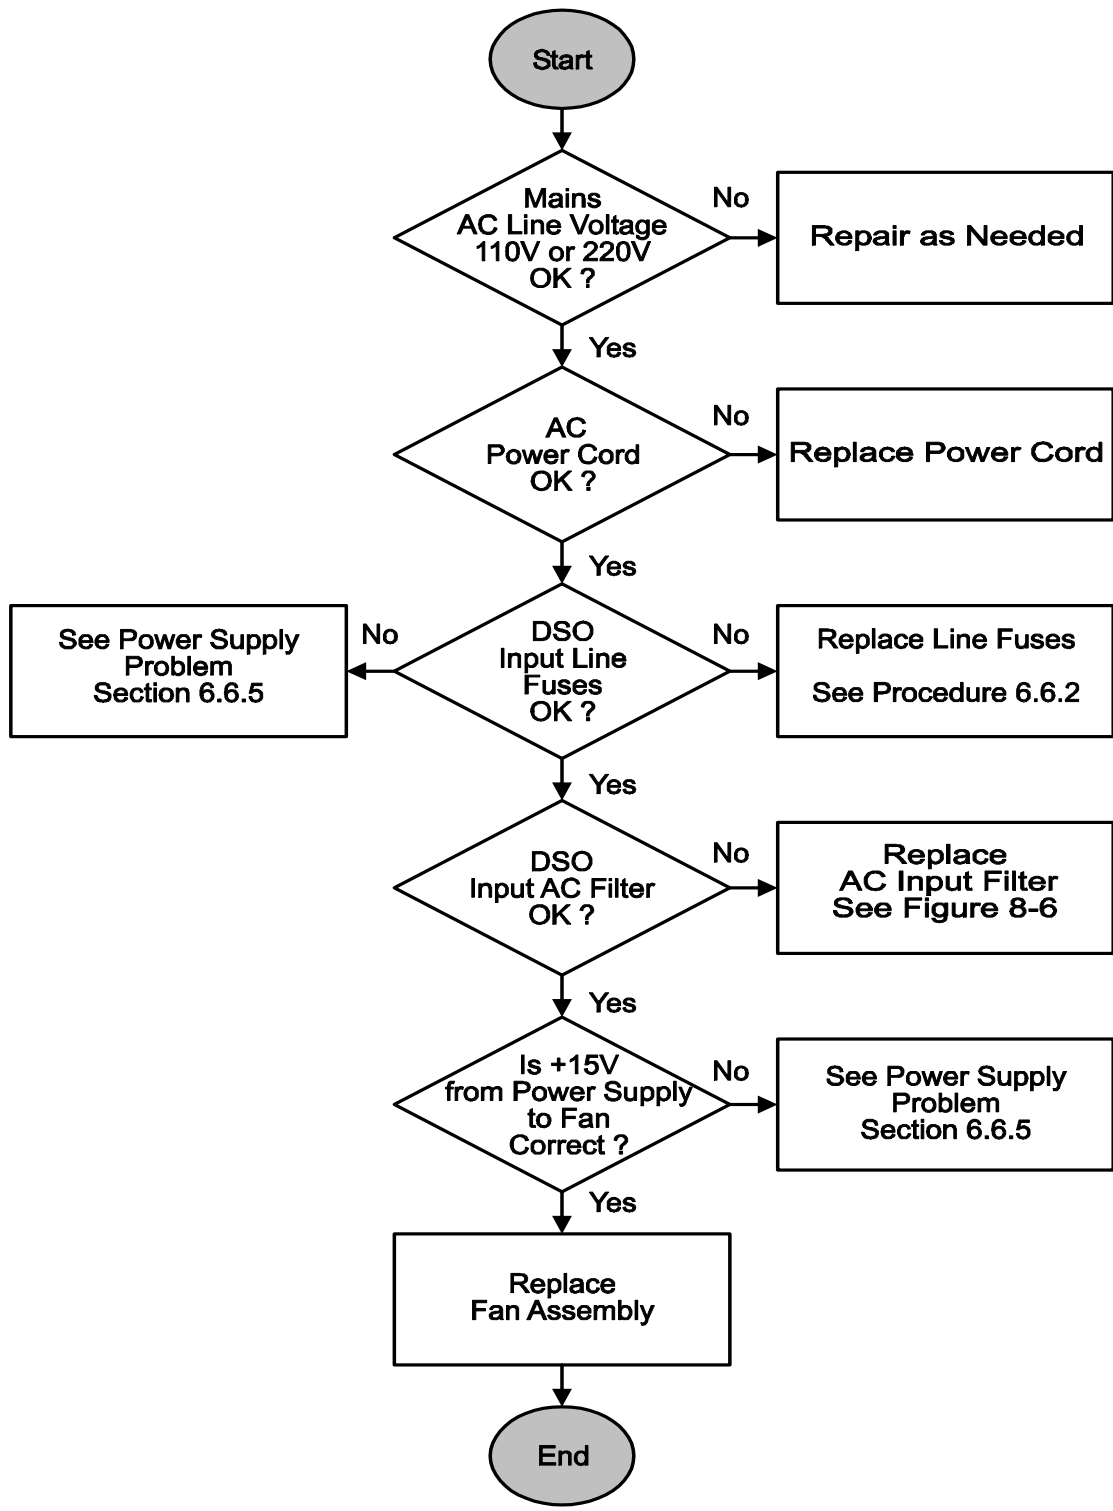 Start
Mains
AC Line Voltage
110V or 220V
OK ?
No
Repair as Needed
Yes
AC
Power Cord
OK ?
No
Replace Power Cord
Yes
See Power Supply
Problem
Section 6.6.5
No
DSO
Input Line
Fuses
OK ?
No
Replace Line Fuses
See Procedure 6.6.2
Yes
DSO
Input AC Filter
OK ?
No
Replace
AC Input Filter
See Figure 8-6
Yes
Is +15V
from Power Supply
to Fan
Correct ?
No
See Power Supply
Problem
Section 6.6.5
Yes
Replace
Fan Assembly
End